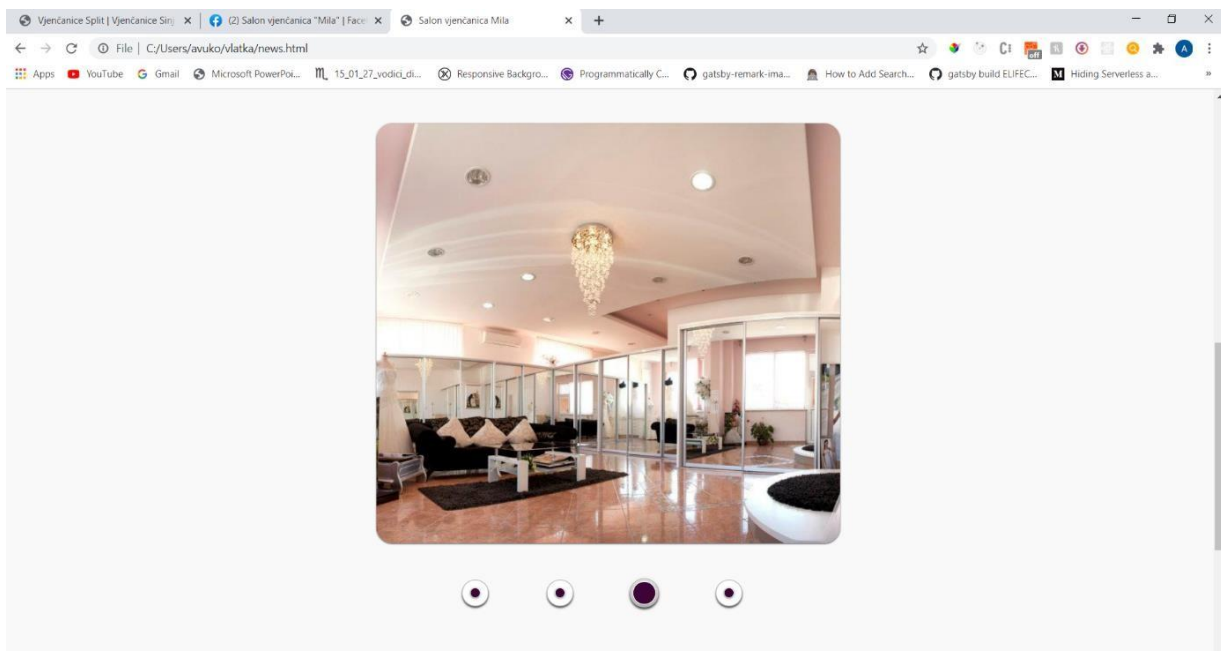 Vjenčanice Split | Vjenčanice Sinj
(2) Salon vjenčanica "Mila" | Face
Salon vjenčanica Mila
File | C:/Users/avuko/vlatka/news.html
off
A
Apps YouTube Gmail Microsoft PowerPoi... 15_01_27_vodici_di... Responsive Backgro... Programmatically C... gatsby-remark-ima... How to Add Search... gatsby build ELIFEC... Hiding Serverless a... »